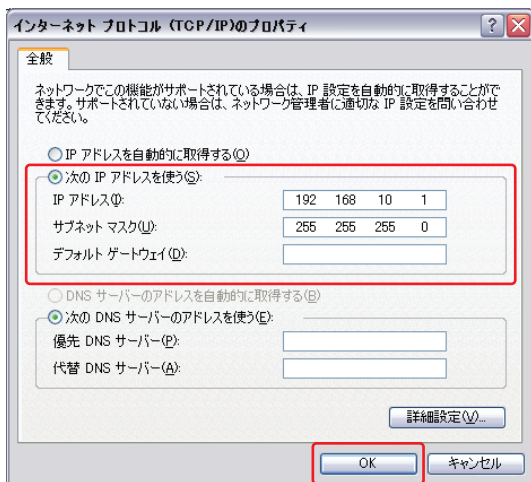 インターネット プロトコル (TCP/IP)のプロパティ
全般
ネットワークでこの機能がサポートされている場合は、IP 設定を自動的に取得することがで
きます。サポートされていない場合は、ネットワーク管理者に適切な IP 設定を問い合わせ
てください。
IP アドレスを自動的に取得する(O)
次の IP アドレスを使う(S):
IP アドレス(I): 192 168 10 1
サブネット マスク(U): 255 255 255 0
デフォルト ゲートウェイ(D):
DNS サーバーのアドレスを自動的に取得する(B)
次の DNS サーバーのアドレスを使う(E):
優先 DNS サーバー(P):
代替 DNS サーバー(A):
詳細設定(V)...
OK キャンセル